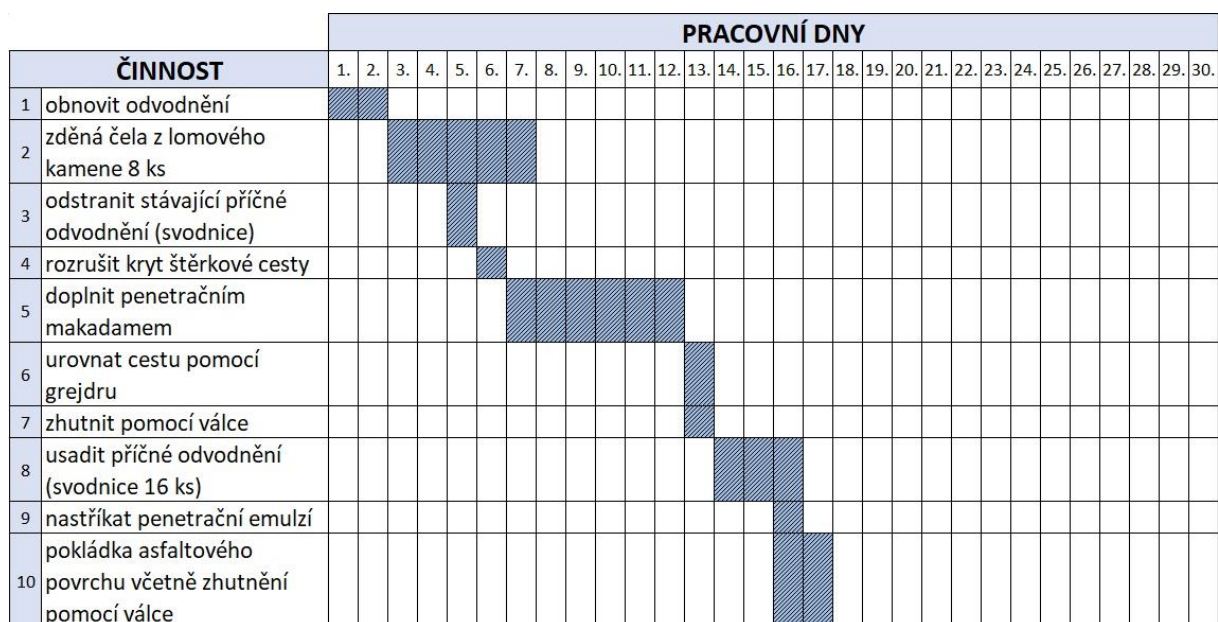 PRACOVNÍ DNY
ČINNOST 1. 2. 3. 4. 5. 6. 7. 8. 9. 10. 11. 12. 13. 14. 15. 16. 17. 18. 19. 20. 21. 22. 23. 24. 25. 26. 27. 28. 29. 30.
1 obnovit odvodnění
zděná čela z lomového
2
kamene 8 ks
odstranit stávající příčné
3
odvodnění (svodnice)
4 rozrušit kryt štěrkové cesty
doplnit penetračním
5
makadamem
urovnat cestu pomocí
6
grejdru
7 zhutnit pomocí válce
usadit příčné odvodnění
8
(svodnice 16 ks)
9 nastříkat penetrační emulzí
pokládka asfaltového
10 povrchu včetně zhutnění
pomocí válce